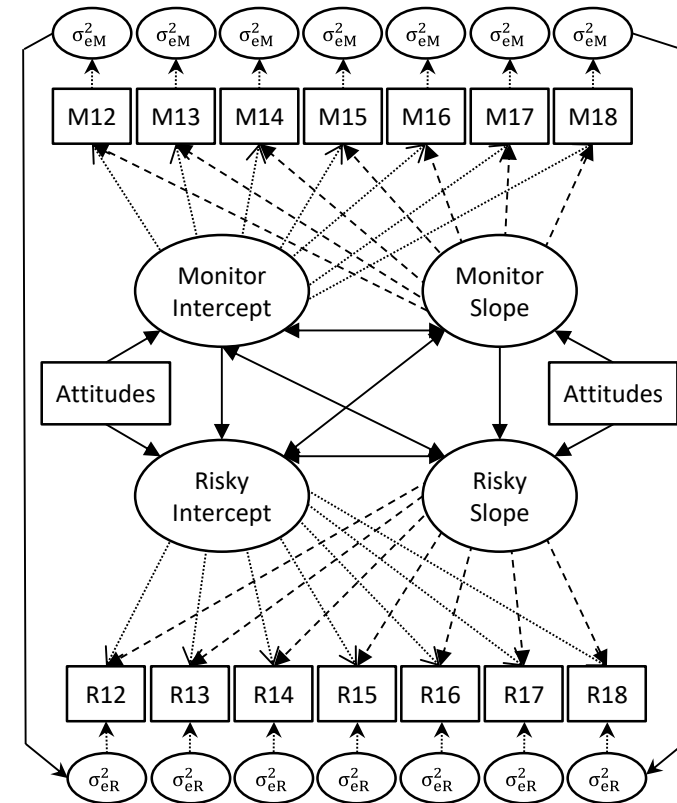 σ²eM σ²eM σ²eM σ²eM σ²eM σ²eM σ²eM
M12 M13 M14 M15 M16 M17 M18
Monitor
Intercept
Monitor
Slope
Attitudes
Attitudes
Risky
Intercept
Risky
Slope
R12 R13 R14 R15 R16 R17 R18
σ²eR σ²eR σ²eR σ²eR σ²eR σ²eR σ²eR